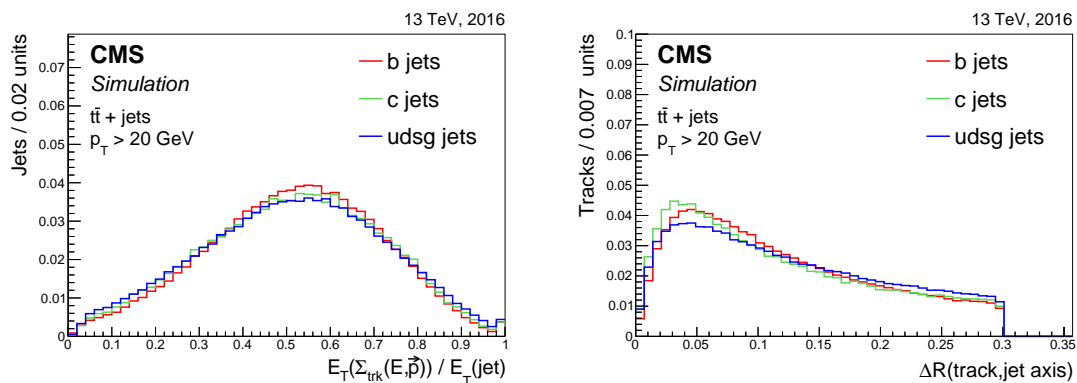 13 TeV, 2016
CMS
Simulation
tt̄ + jets
p_T > 20 GeV
b jets
c jets
udsg jets
Jets / 0.02 units
0.07
0.06
0.05
0.04
0.03
0.02
0.01
0
0 0.1 0.2 0.3 0.4 0.5 0.6 0.7 0.8 0.9 1
E_T(Σ_trk(E,p⃗)) / E_T(jet)
13 TeV, 2016
CMS
Simulation
tt̄ + jets
p_T > 20 GeV
b jets
c jets
udsg jets
Tracks / 0.007 units
0.1
0.09
0.08
0.07
0.06
0.05
0.04
0.03
0.02
0.01
0
0 0.05 0.1 0.15 0.2 0.25 0.3 0.35
ΔR(track,jet axis)